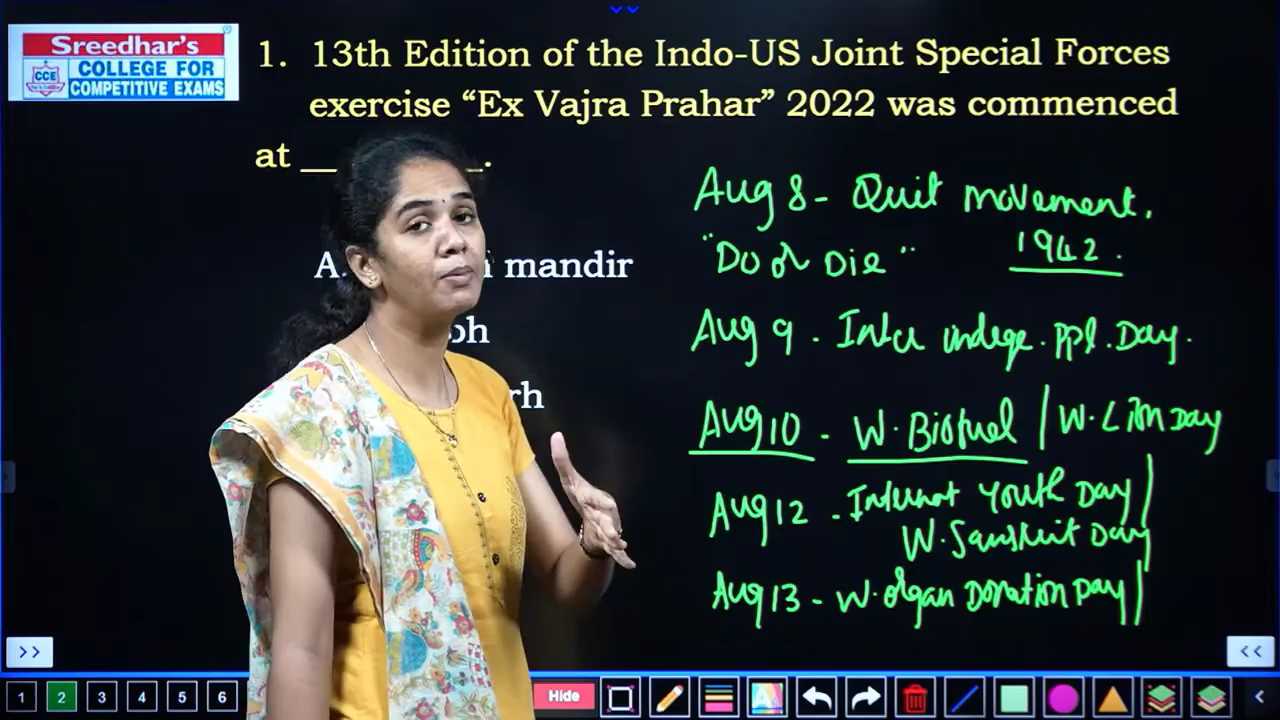 Sreedhar's
CCE
COLLEGE FOR
COMPETITIVE EXAMS
1. 13th Edition of the Indo-US Joint Special Forces
exercise “Ex Vajra Prahar” 2022 was commenced
at __ _.
A. mandir
Aug 8 - Quit movement.
"Do or Die" 1942.
Aug 9 - Inter indege. ppl. Day.
Aug 10 - W. Biofuel / W. Lion Day
Aug 12 - Internat Youth Day /
W. Sanskrit Day
Aug 13 - W. organ Donation Day /
>> <<
1 2 3 4 5 6 Hide